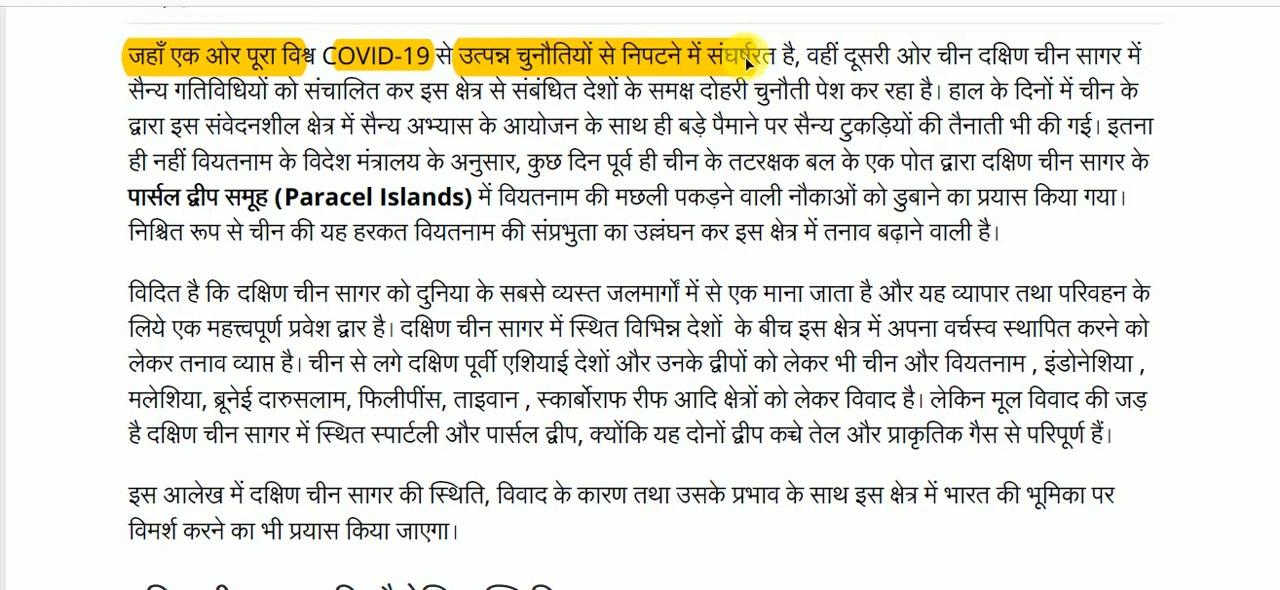 जहाँ एक ओर पूरा विश्व COVID-19 से उत्पन्न चुनौतियों से निपटने में संघर्षरत है, वहीं दूसरी ओर चीन दक्षिण चीन सागर में
सैन्य गतिविधियों को संचालित कर इस क्षेत्र से संबंधित देशों के समक्ष दोहरी चुनौती पेश कर रहा है। हाल के दिनों में चीन के
द्वारा इस संवेदनशील क्षेत्र में सैन्य अभ्यास के आयोजन के साथ ही बड़े पैमाने पर सैन्य टुकड़ियों की तैनाती भी की गई। इतना
ही नहीं वियतनाम के विदेश मंत्रालय के अनुसार, कुछ दिन पूर्व ही चीन के तटरक्षक बल के एक पोत द्वारा दक्षिण चीन सागर के
पार्सल द्वीप समूह (Paracel Islands) में वियतनाम की मछली पकड़ने वाली नौकाओं को डुबाने का प्रयास किया गया।
निश्चित रूप से चीन की यह हरकत वियतनाम की संप्रभुता का उल्लंघन कर इस क्षेत्र में तनाव बढ़ाने वाली है।
विदित है कि दक्षिण चीन सागर को दुनिया के सबसे व्यस्त जलमार्गों में से एक माना जाता है और यह व्यापार तथा परिवहन के
लिये एक महत्त्वपूर्ण प्रवेश द्वार है। दक्षिण चीन सागर में स्थित विभिन्न देशों के बीच इस क्षेत्र में अपना वर्चस्व स्थापित करने को
लेकर तनाव व्याप्त है। चीन से लगे दक्षिण पूर्वी एशियाई देशों और उनके द्वीपों को लेकर भी चीन और वियतनाम , इंडोनेशिया ,
मलेशिया, ब्रूनेई दारुसलाम, फिलीपींस, ताइवान , स्कार्बोराफ रीफ आदि क्षेत्रों को लेकर विवाद है। लेकिन मूल विवाद की जड़
है दक्षिण चीन सागर में स्थित स्पार्टली और पार्सल द्वीप, क्योंकि यह दोनों द्वीप कच्चे तेल और प्राकृतिक गैस से परिपूर्ण हैं।
इस आलेख में दक्षिण चीन सागर की स्थिति, विवाद के कारण तथा उसके प्रभाव के साथ इस क्षेत्र में भारत की भूमिका पर
विमर्श करने का भी प्रयास किया जाएगा।